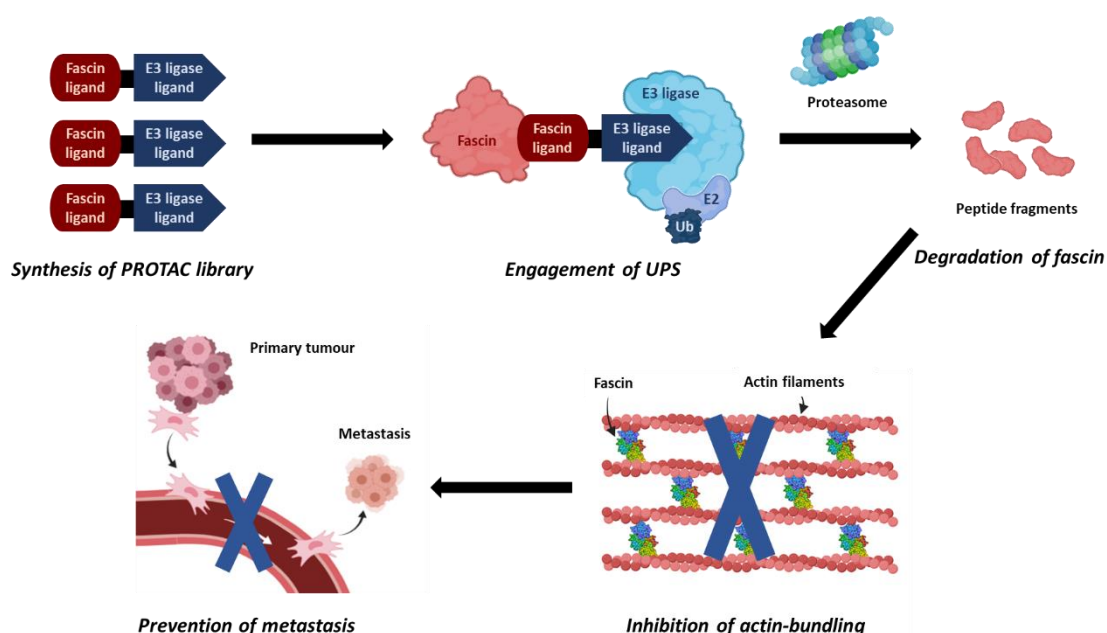 Fascin
ligand
E3 ligase
ligand
Fascin
ligand
E3 ligase
ligand
Fascin
ligand
E3 ligase
ligand
Synthesis of PROTAC library
Fascin
Fascin
ligand
E3 ligase
ligand
E3 ligase
E2
Ub
Engagement of UPS
Proteasome
Peptide fragments
Degradation of fascin
Primary tumour
Metastasis
Prevention of metastasis
Fascin
Actin filaments
Inhibition of actin-bundling